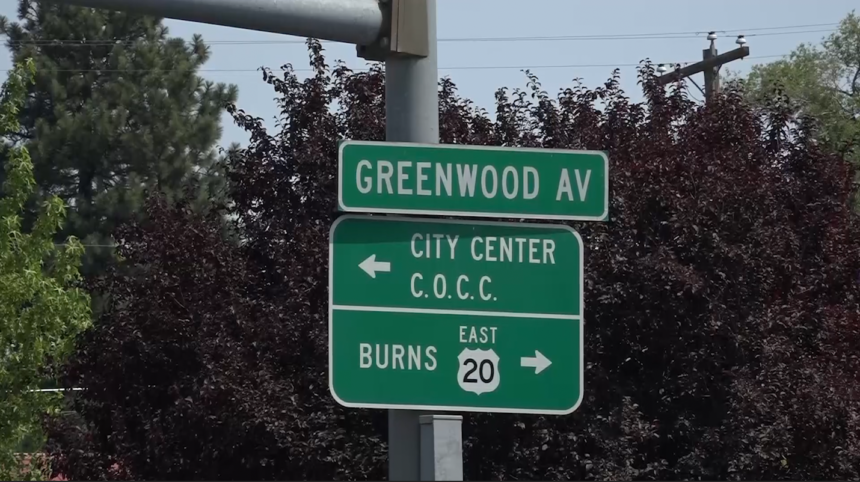 GREENWOOD AV
CITY CENTER
C.O.C.C.
EAST
BURNS 20